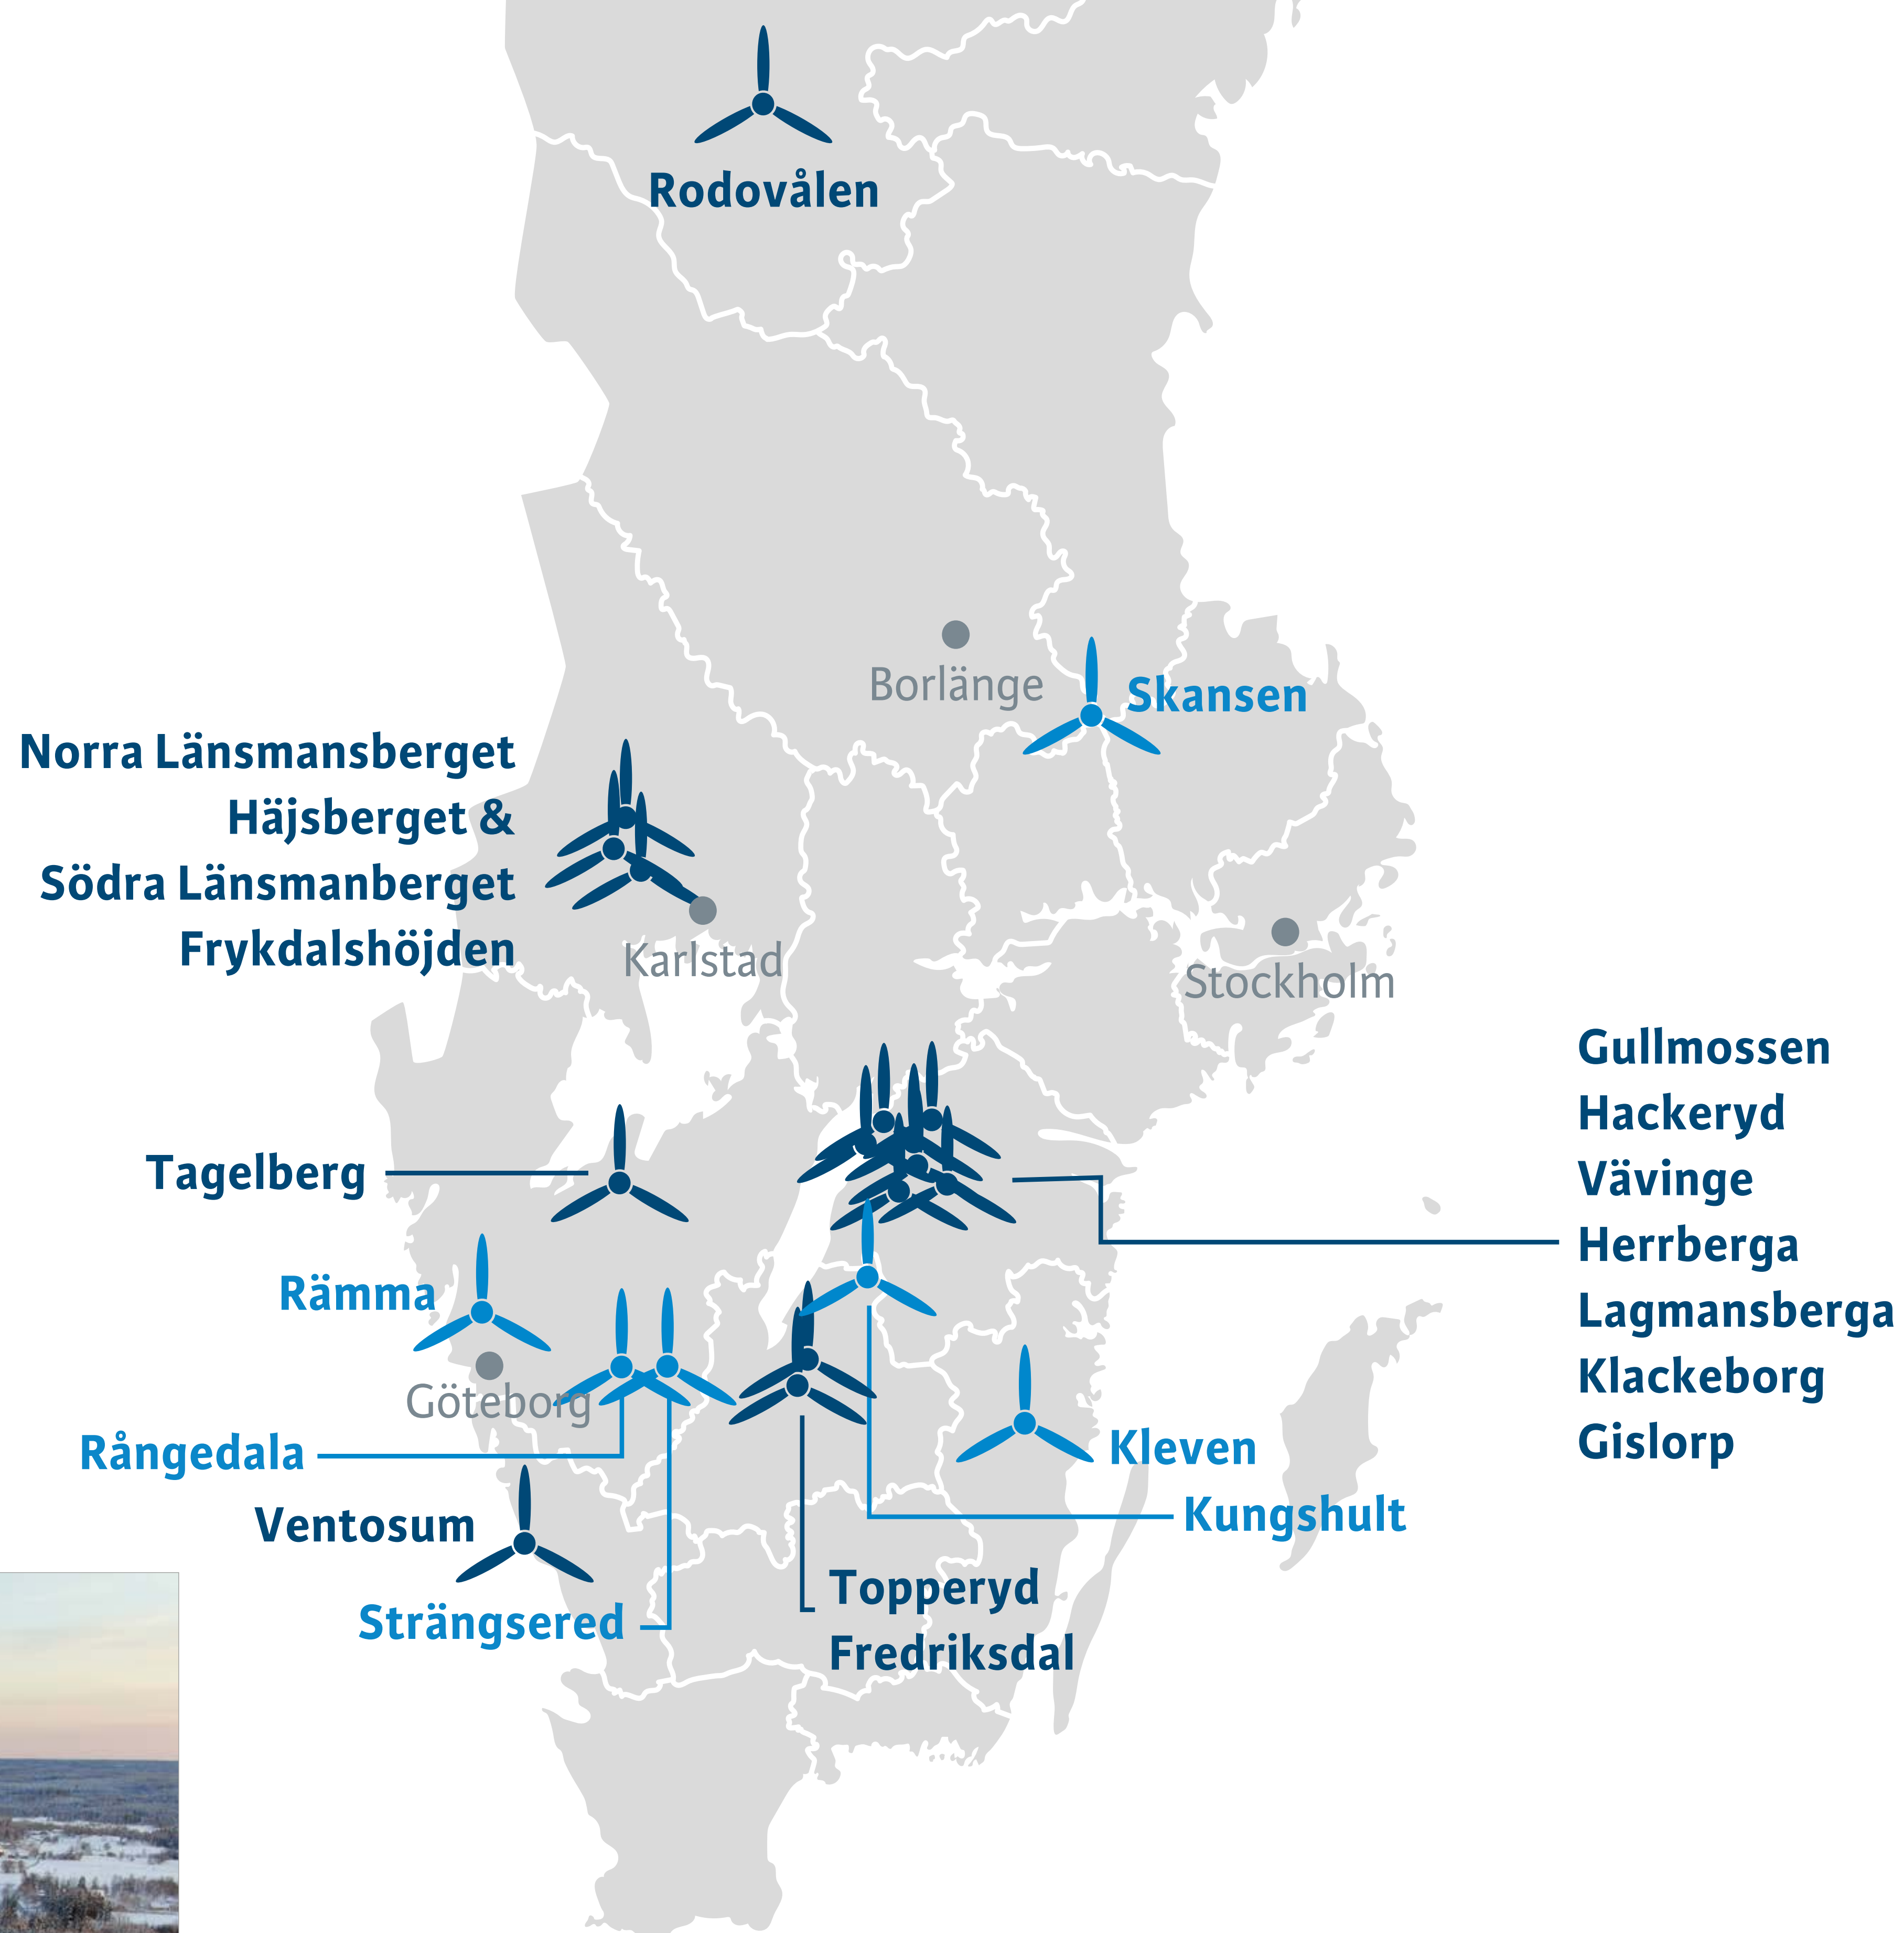 Rodovålen
Borlänge
Skansen
Norra Länsmansberget
Häjsberget &
Södra Länsmanberget
Frykdalshöjden
Karlstad
Stockholm
Gullmossen
Hackeryd
Vävinge
Herrberga
Lagmansberga
Klackeborg
Gislorp
Tagelberg
Rämma
Göteborg
Rångedala
Kleven
Kungshult
Ventosum
Topperyd
Fredriksdal
Strängsered